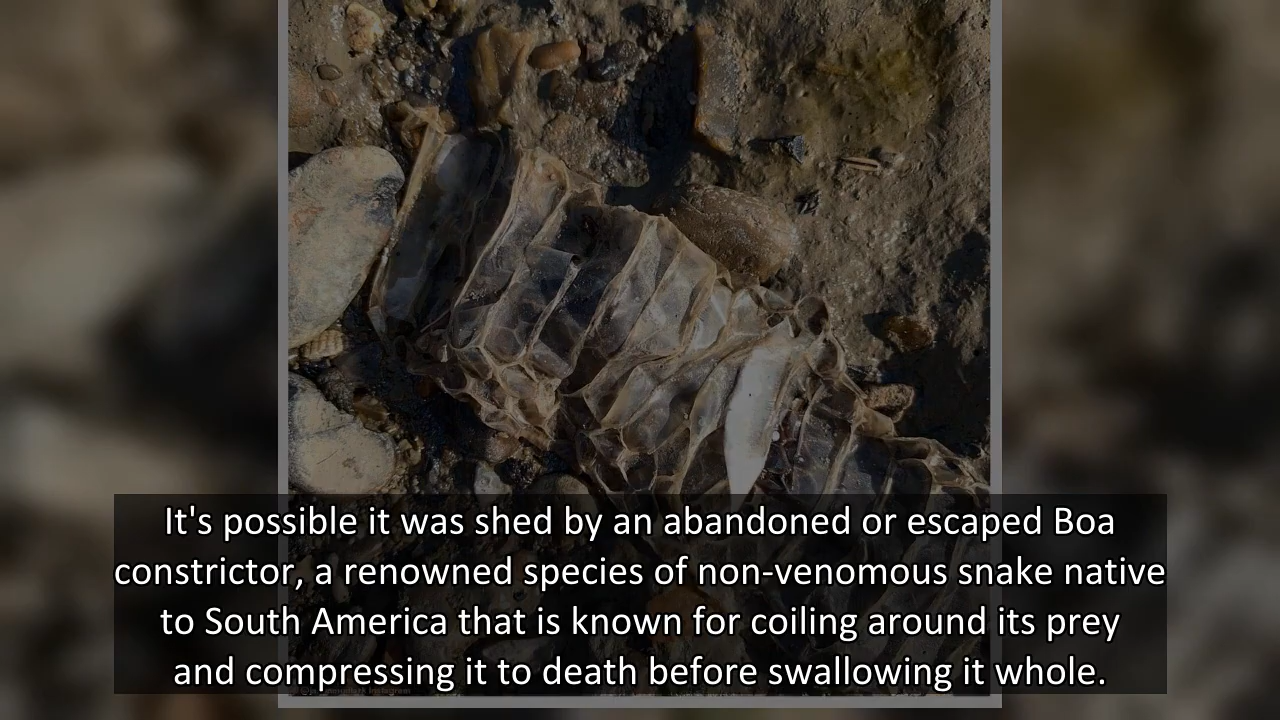 It's possible it was shed by an abandoned or escaped Boa
constrictor, a renowned species of non-venomous snake native
to South America that is known for coiling around its prey
and compressing it to death before swallowing it whole.